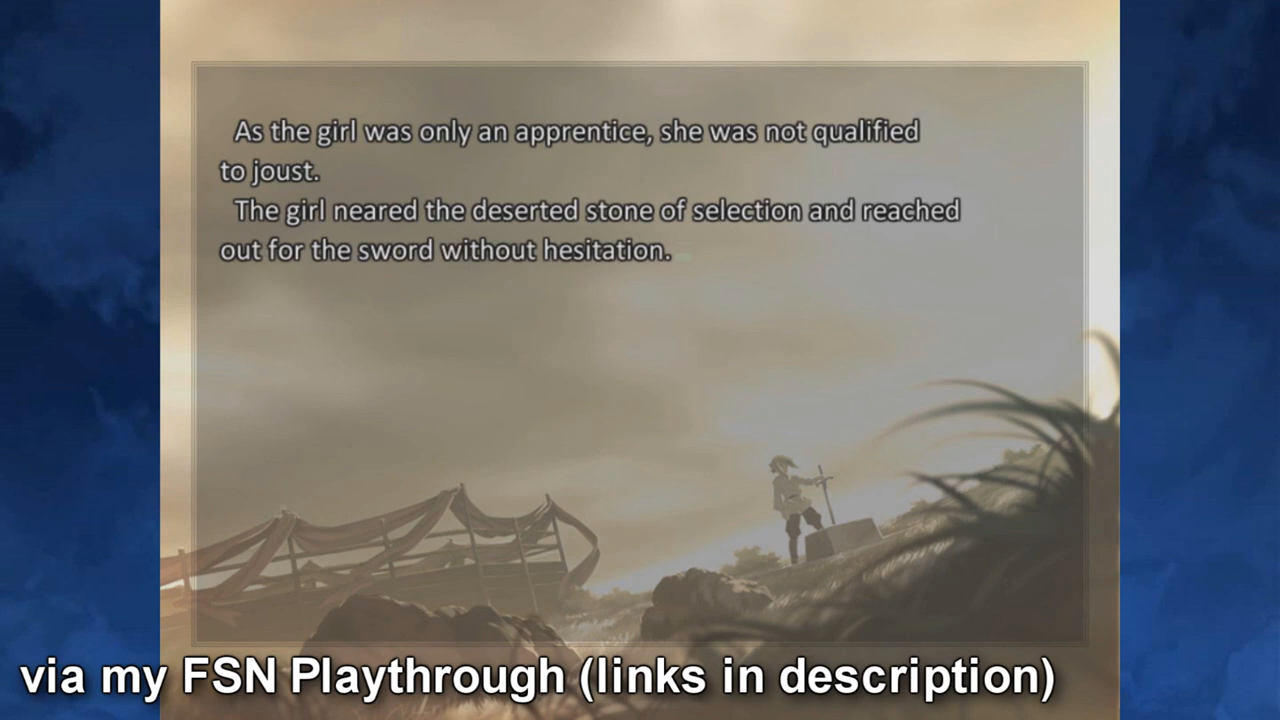 As the girl was only an apprentice, she was not qualified
to joust.
The girl neared the deserted stone of selection and reached
out for the sword without hesitation.
via my FSN Playthrough (links in description)